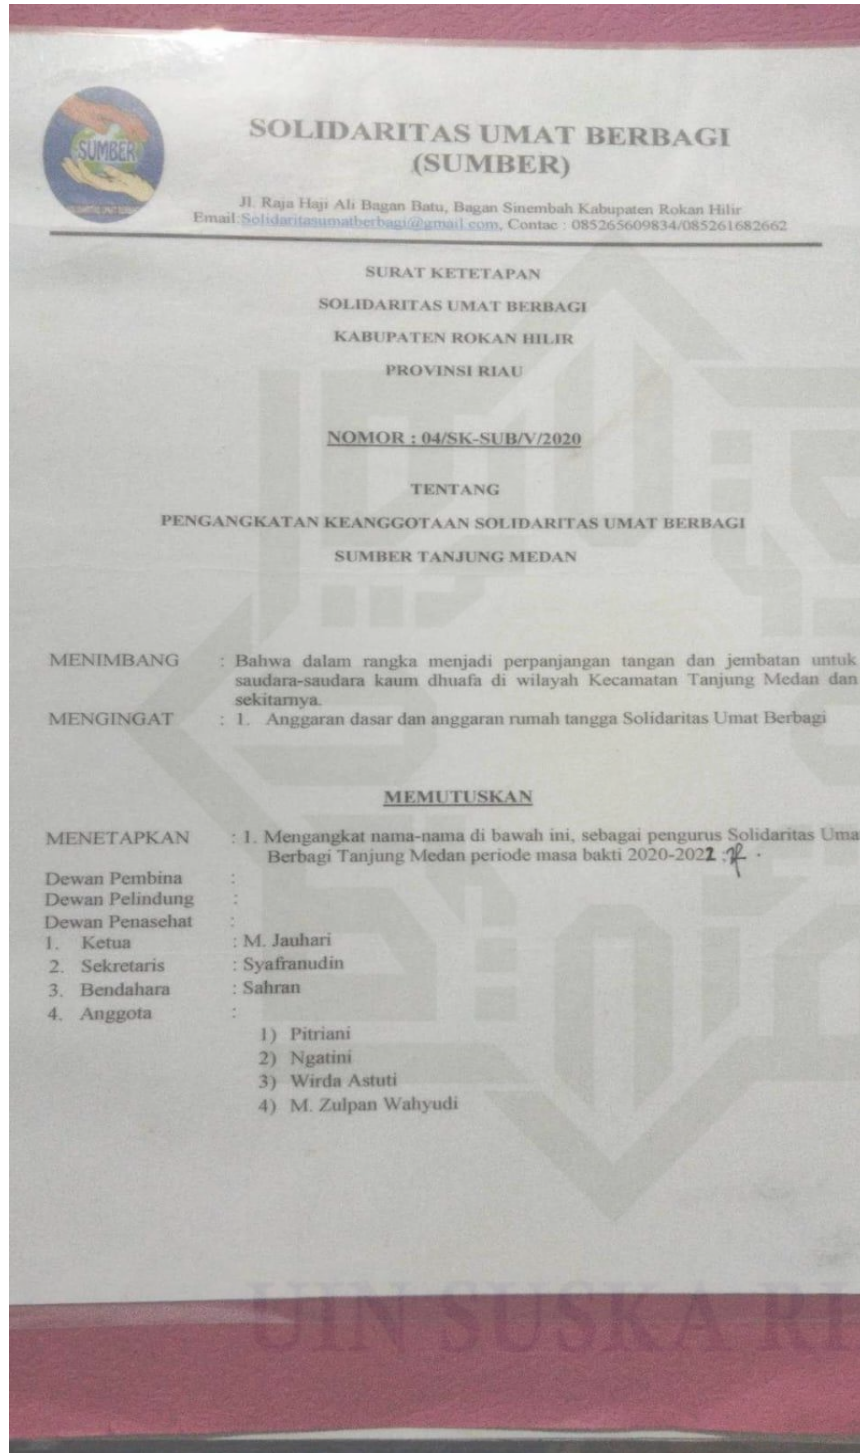 SUMBER
SOLIDARITAS UMAT BERBAGI
(SUMBER)
Jl. Raja Haji Ali Bagan Batu, Bagan Sinembah Kabupaten Rokan Hilir
Email:Solidaritasumatberbagi@gmail.com, Contac : 085265609834/085261682662
SURAT KETETAPAN
SOLIDARITAS UMAT BERBAGI
KABUPATEN ROKAN HILIR
PROVINSI RIAU
NOMOR : 04/SK-SUB/V/2020
TENTANG
PENGANGKATAN KEANGGOTAAN SOLIDARITAS UMAT BERBAGI
SUMBER TANJUNG MEDAN
MENIMBANG : Bahwa dalam rangka menjadi perpanjangan tangan dan jembatan untuk
saudara-saudara kaum dhuafa di wilayah Kecamatan Tanjung Medan dan
sekitarnya.
MENGINGAT : 1. Anggaran dasar dan anggaran rumah tangga Solidaritas Umat Berbagi
MEMUTUSKAN
MENETAPKAN : 1. Mengangkat nama-nama di bawah ini, sebagai pengurus Solidaritas Uma
Berbagi Tanjung Medan periode masa bakti 2020-2022
Dewan Pembina :
Dewan Pelindung :
Dewan Penasehat :
1. Ketua : M. Jauhari
2. Sekretaris : Syafranudin
3. Bendahara : Sahran
4. Anggota :
1) Pitriani
2) Ngatini
3) Wirda Astuti
4) M. Zulpan Wahyudi
UIN SUSKA RI